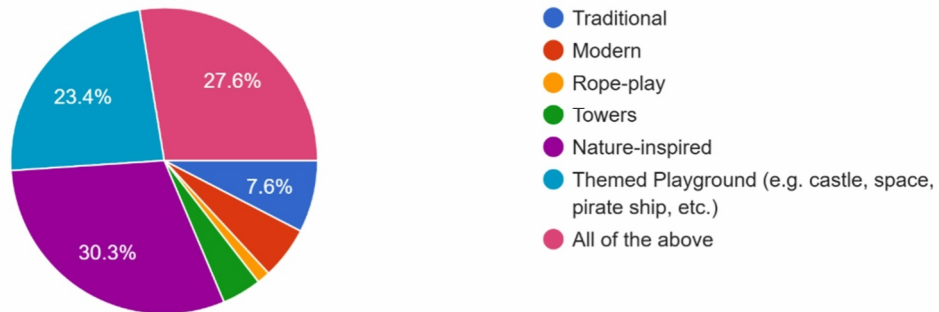 27.6%
23.4%
7.6%
30.3%
Traditional
Modern
Rope-play
Towers
Nature-inspired
Themed Playground (e.g. castle, space,
pirate ship, etc.)
All of the above